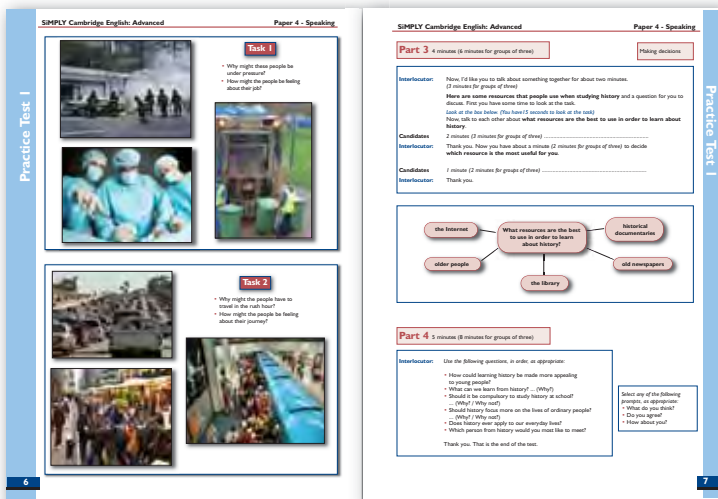 SiMPLY Cambridge English: Advanced
Paper 4 - Speaking
Practice Test 1
Task 1
• Why might these people be
under pressure?
• How might the people be feeling
about their job?
Task 2
• Why might the people have to
travel in the rush hour?
• How might the people be feeling
about their journey?
6
SiMPLY Cambridge English: Advanced
Paper 4 - Speaking
Practice Test 1
Part 3 4 minutes (6 minutes for groups of three)
Making decisions
Interlocutor: Now, I'd like you to talk about something together for about two minutes.
(3 minutes for groups of three)
Here are some resources that people use when studying history and a question for you to
discuss. First you have some time to look at the task.
Look at the box below. (You have15 seconds to look at the task)
Now, talk to each other about what resources are the best to use in order to learn about
history.
Candidates 2 minutes (3 minutes for groups of three) ..........................................................
Interlocutor: Thank you. Now you have about a minute (2 minutes for groups of three) to decide
which resource is the most useful for you.
Candidates 1 minute (2 minutes for groups of three) ..........................................................
Interlocutor: Thank you.
the Internet
What resources are the best
to use in order to learn
about history?
historical
documentaries
older people
old newspapers
the library
Part 4 5 minutes (8 minutes for groups of three)
Interlocutor: Use the following questions, in order, as appropriate:
• How could learning history be made more appealing
to young people?
• What can we learn from history? ... (Why?)
• Should it be compulsory to study history at school?
... (Why? / Why not?)
• Should history focus more on the lives of ordinary people?
... (Why? / Why not?)
• Does history ever apply to our everyday lives?
• Which person from history would you most like to meet?
Thank you. That is the end of the test.
Select any of the following
prompts, as appropriate:
• What do you think?
• Do you agree?
• How about you?
7